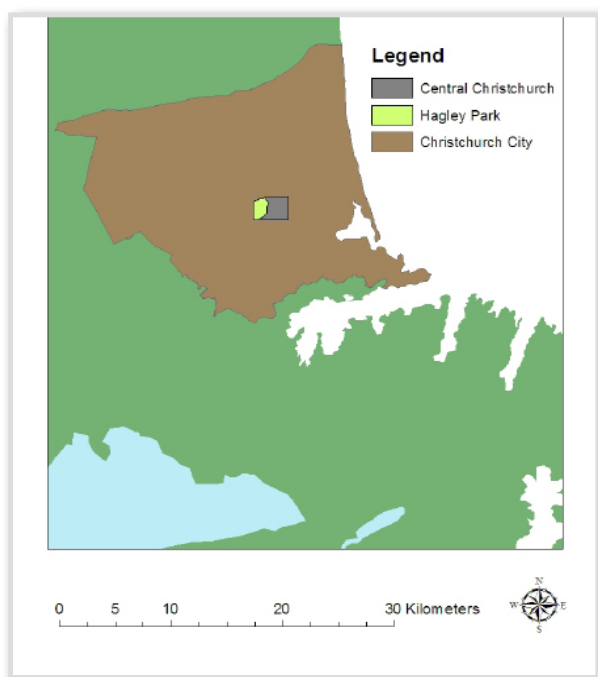 Legend
Central Christchurch
Hagley Park
Christchurch City
0 5 10 20 30 Kilometers
N
W E
S